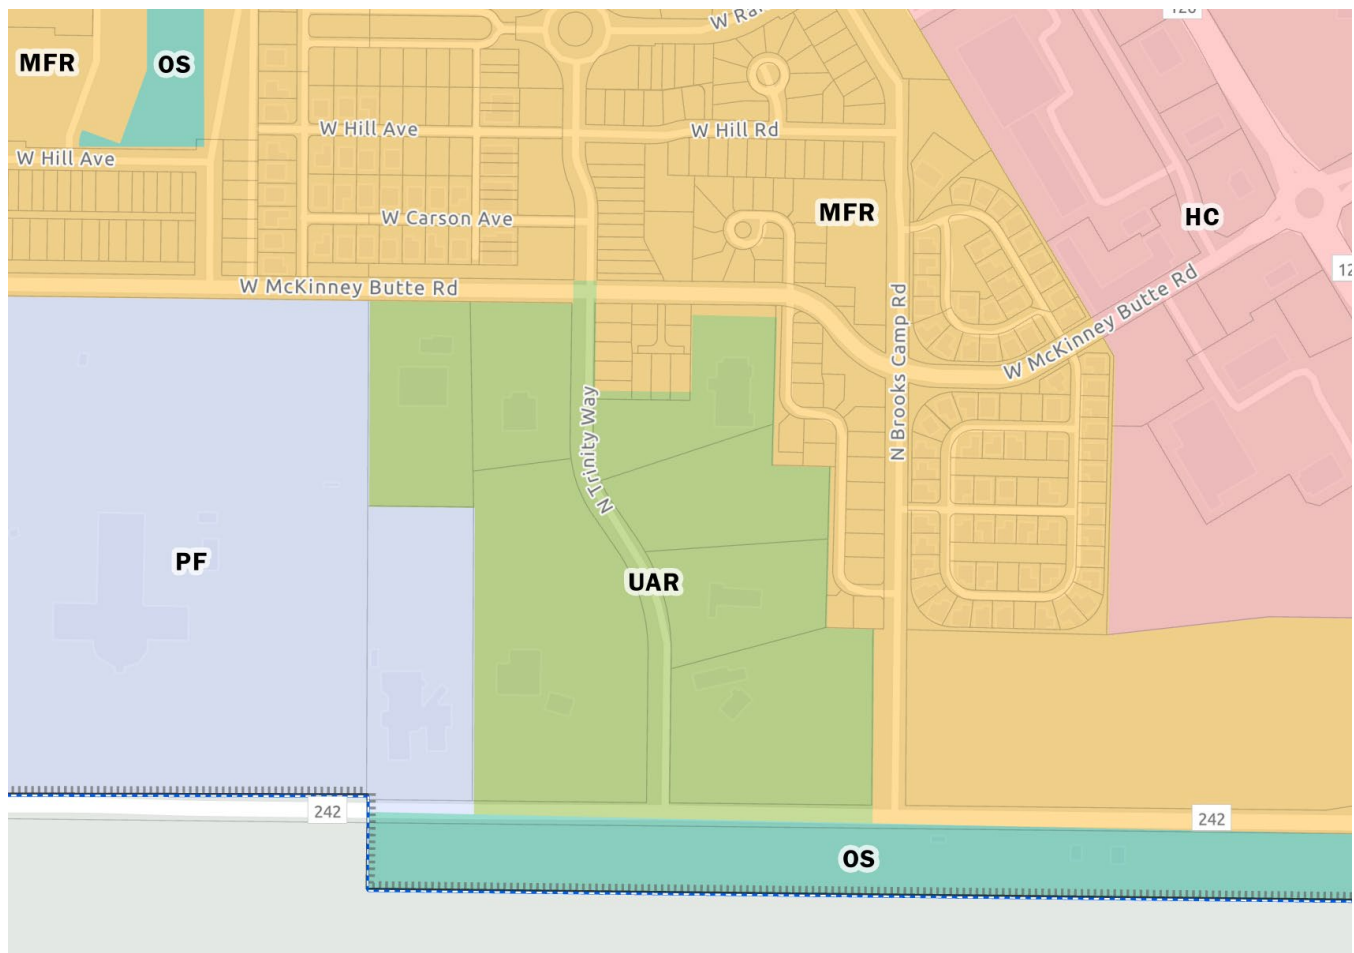 W Ra
MFR
OS
W Hill Ave
W Hill Rd
W Hill Ave
MFR
W Carson Ave
HC
W McKinney Butte Rd
N Brooks Camp Rd
W McKinney Butte Rd
N Trinity Way
PF
UAR
242
242
OS